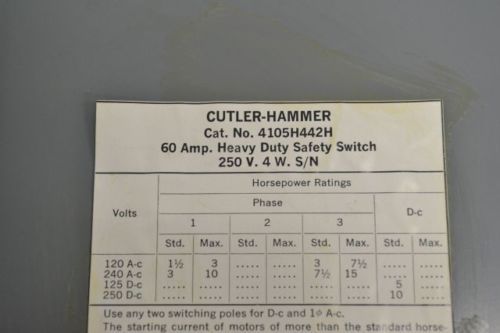 CUTLER-HAMMER
Cat. No. 4105H442H
60 Amp. Heavy Duty Safety Switch
250 V. 4 W. S/N
Horsepower Ratings
Volts Phase D-c
1 2 3
Std. Max. Std. Max. Std. Max. Std. Max.
120 A-c 1½ 3 ..... ..... 3 7½ ..... .....
240 A-c 3 10 ..... ..... 7½ 15 ..... .....
125 D-c ..... ..... ..... ..... ..... ..... 5 .....
250 D-c ..... ..... ..... ..... ..... ..... 10 .....
Use any two switching poles for D-c and 1ϕ A-c.
The starting current of motors of more than the standard horse-